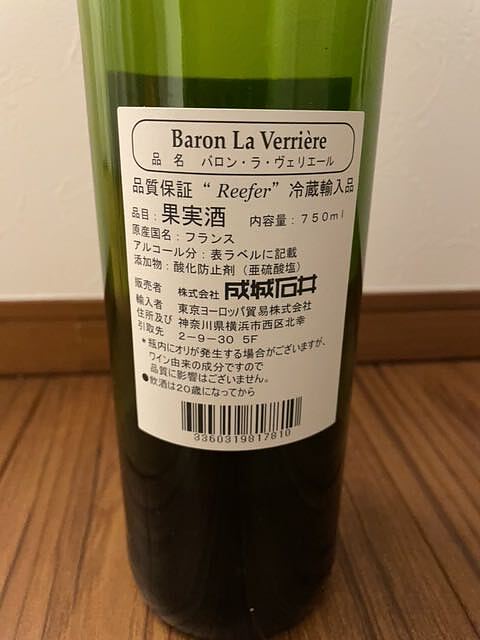 Baron La Verrière
品 名 バロン・ラ・ヴェリエール
品質保証 “ Reefer” 冷蔵輸入品
品目:果実酒 内容量:750ml
原産国名:フランス
アルコール分:表ラベルに記載
添加物:酸化防止剤(亜硫酸塩)
販売者 株式会社 成城石井
輸入者 東京ヨーロッパ貿易株式会社
住所及び 神奈川県横浜市西区北幸
引取先 2-9-30 5F
*瓶内にオリが発生する場合がございますが、
ワイン由来の成分ですので
品質に影響はございません。
●飲酒は20歳になってから
3360319817810